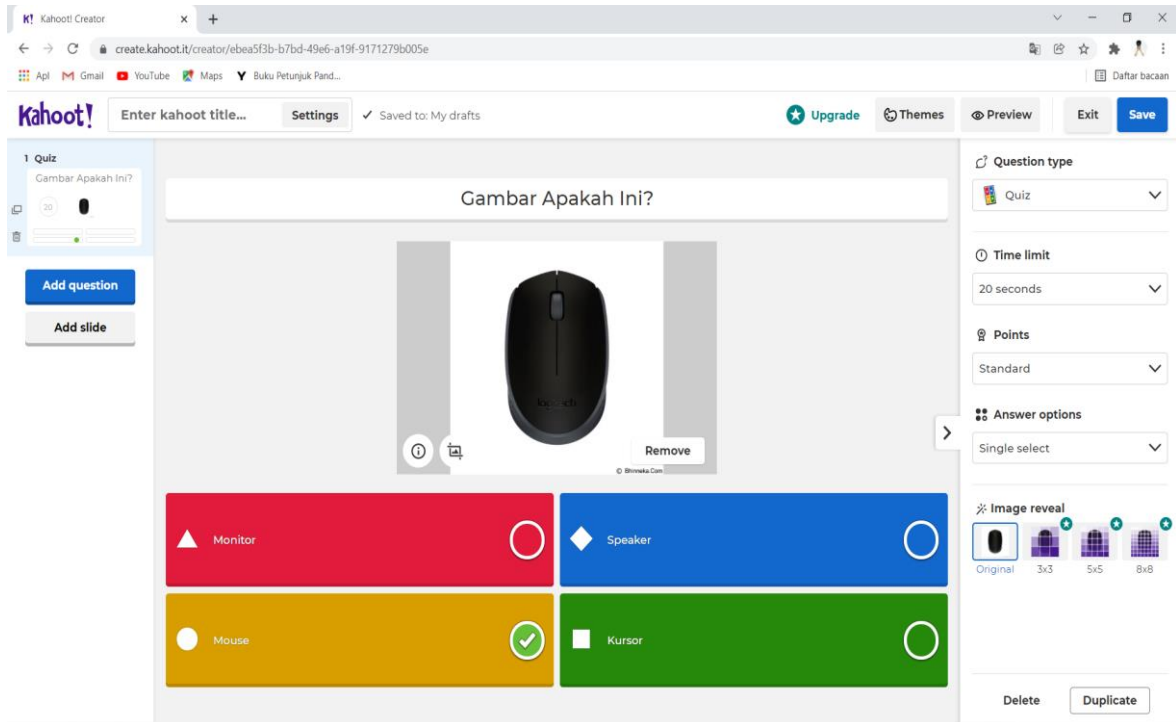 K! Kahoot! Creator
create.kahoot.it/creator/ebea5f3b-b7bd-49e6-a19f-9171279b005e
Apl Gmail YouTube Maps Buku Petunjuk Pand... Daftar bacaan
Kahoot! Enter kahoot title... Settings Saved to: My drafts Upgrade Themes Preview Exit Save
1 Quiz
Gambar Apakah Ini?
20
Add question
Add slide
Gambar Apakah Ini?
Remove
© Bhinneka.Com
Monitor
Speaker
Mouse
Kursor
Question type
Quiz
Time limit
20 seconds
Points
Standard
Answer options
Single select
Image reveal
Original 3x3 5x5 8x8
Delete Duplicate